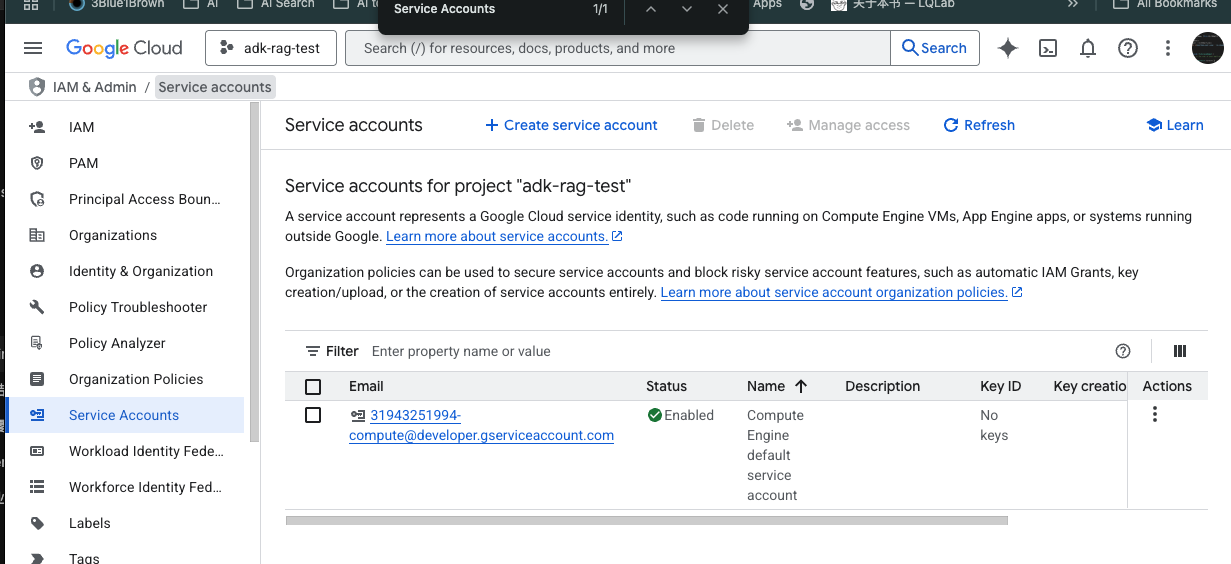 3Blue1Brown
AI
AI Search
Service Accounts 1/1
Apps
关于本书 — LQLab
All Bookmarks
Google Cloud
adk-rag-test
Search (/) for resources, docs, products, and more
Search
IAM & Admin / Service accounts
IAM
PAM
Principal Access Boun...
Organizations
Identity & Organization
Policy Troubleshooter
Policy Analyzer
Organization Policies
Service Accounts
Workload Identity Fede...
Workforce Identity Fed...
Labels
Tags
Service accounts
Create service account
Delete
Manage access
Refresh
Learn
Service accounts for project "adk-rag-test"
A service account represents a Google Cloud service identity, such as code running on Compute Engine VMs, App Engine apps, or systems running
outside Google. Learn more about service accounts.
Organization policies can be used to secure service accounts and block risky service account features, such as automatic IAM Grants, key
creation/upload, or the creation of service accounts entirely. Learn more about service account organization policies.
Filter Enter property name or value
Email Status Name Description Key ID Key creatio Actions
31943251994-
compute@developer.gserviceaccount.com
Enabled
Compute
Engine
default
service
account
No
keys